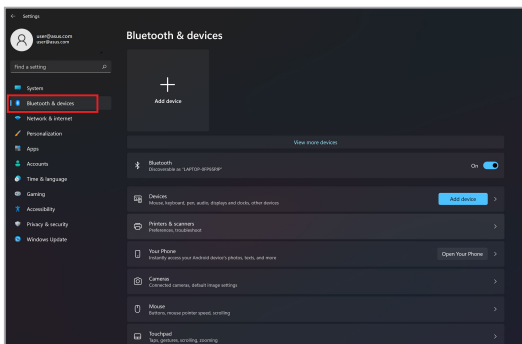 Settings
user@asus.com
user@asus.com
Find a setting
System
Bluetooth & devices
Network & internet
Personalization
Apps
Accounts
Time & language
Gaming
Accessibility
Privacy & security
Windows Update
Bluetooth & devices
Add device
View more devices
Bluetooth
Discoverable as "LAPTOP-9FP65PIP"
On
Devices
Mouse, keyboard, pen, audio, displays and docks, other devices
Add device
Printers & scanners
Preferences, troubleshoot
Your Phone
Instantly access your Android device's photos, texts, and more
Open Your Phone
Cameras
Connected cameras, default image settings
Mouse
Buttons, mouse pointer speed, scrolling
Touchpad
Taps, gestures, scrolling, zooming